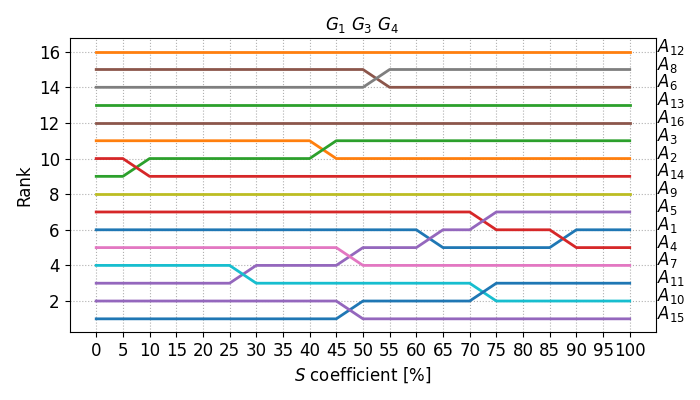 G₁ G₃ G₄
16
14
12
10
8
6
4
2
Rank
A₁₂
A₈
A₆
A₁₃
A₁₆
A₃
A₂
A₁₄
A₉
A₅
A₁
A₄
A₇
A₁₁
A₁₀
A₁₅
0 5 10 15 20 25 30 35 40 45 50 55 60 65 70 75 80 85 90 95 100
S coefficient [%]